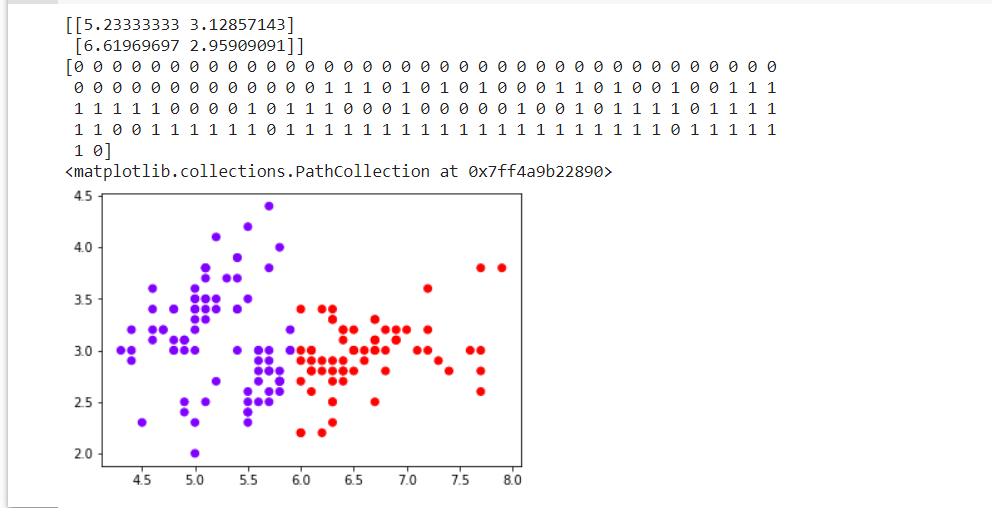 [[5.23333333 3.12857143]
[6.61969697 2.95909091]]
[0 0 0 0 0 0 0 0 0 0 0 0 0 0 0 0 0 0 0 0 0 0 0 0 0 0 0 0 0 0 0 0 0 0 0 0 0
0 0 0 0 0 0 0 0 0 0 0 0 0 1 1 1 0 1 0 1 0 1 0 0 0 1 1 0 1 0 0 1 0 0 1 1 1
1 1 1 1 1 0 0 0 0 1 0 1 1 1 0 0 0 1 0 0 0 0 0 1 0 0 1 0 1 1 1 1 0 1 1 1 1
1 1 0 0 1 1 1 1 1 1 0 1 1 1 1 1 1 1 1 1 1 1 1 1 1 1 1 1 1 1 1 0 1 1 1 1 1
1 0]
<matplotlib.collections.PathCollection at 0x7ff4a9b22890>
4.5
4.0
3.5
3.0
2.5
2.0
4.5 5.0 5.5 6.0 6.5 7.0 7.5 8.0